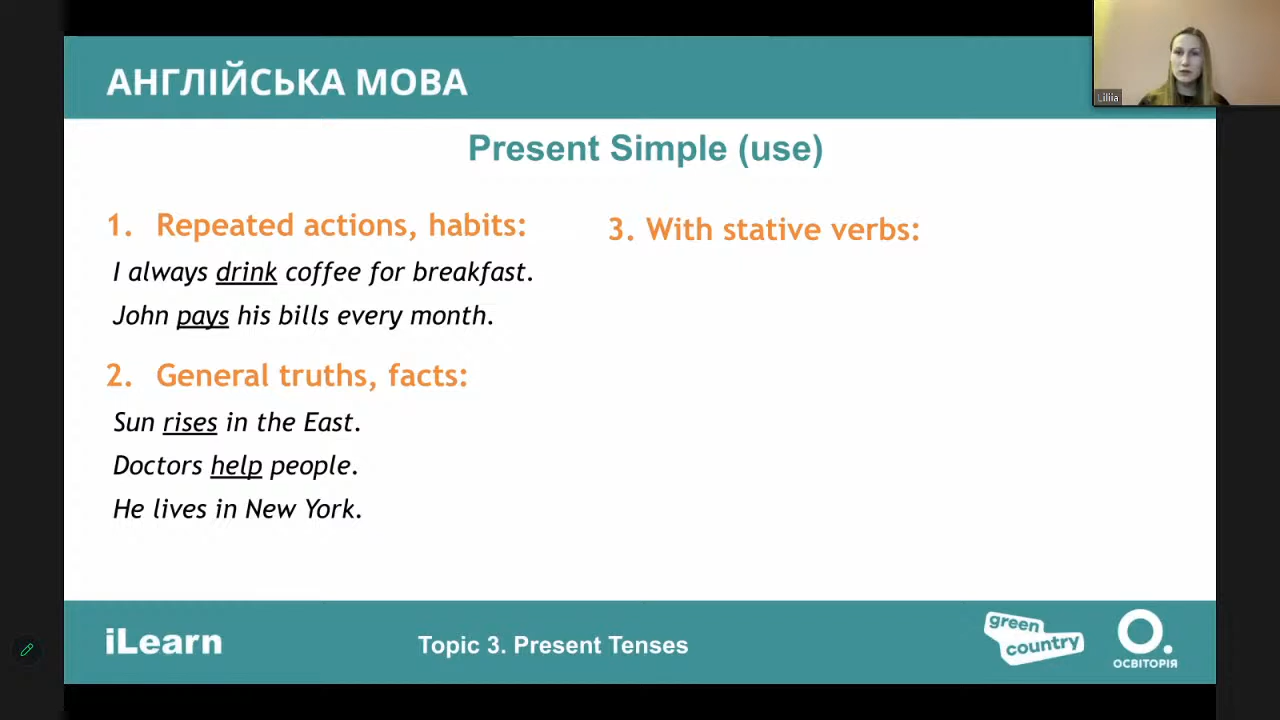 АНГЛІЙСЬКА МОВА
Liliia
Present Simple (use)
1. Repeated actions, habits:
I always drink coffee for breakfast.
John pays his bills every month.
2. General truths, facts:
Sun rises in the East.
Doctors help people.
He lives in New York.
3. With stative verbs:
iLearn
Topic 3. Present Tenses
green
country
ОСВІТОРІЯ